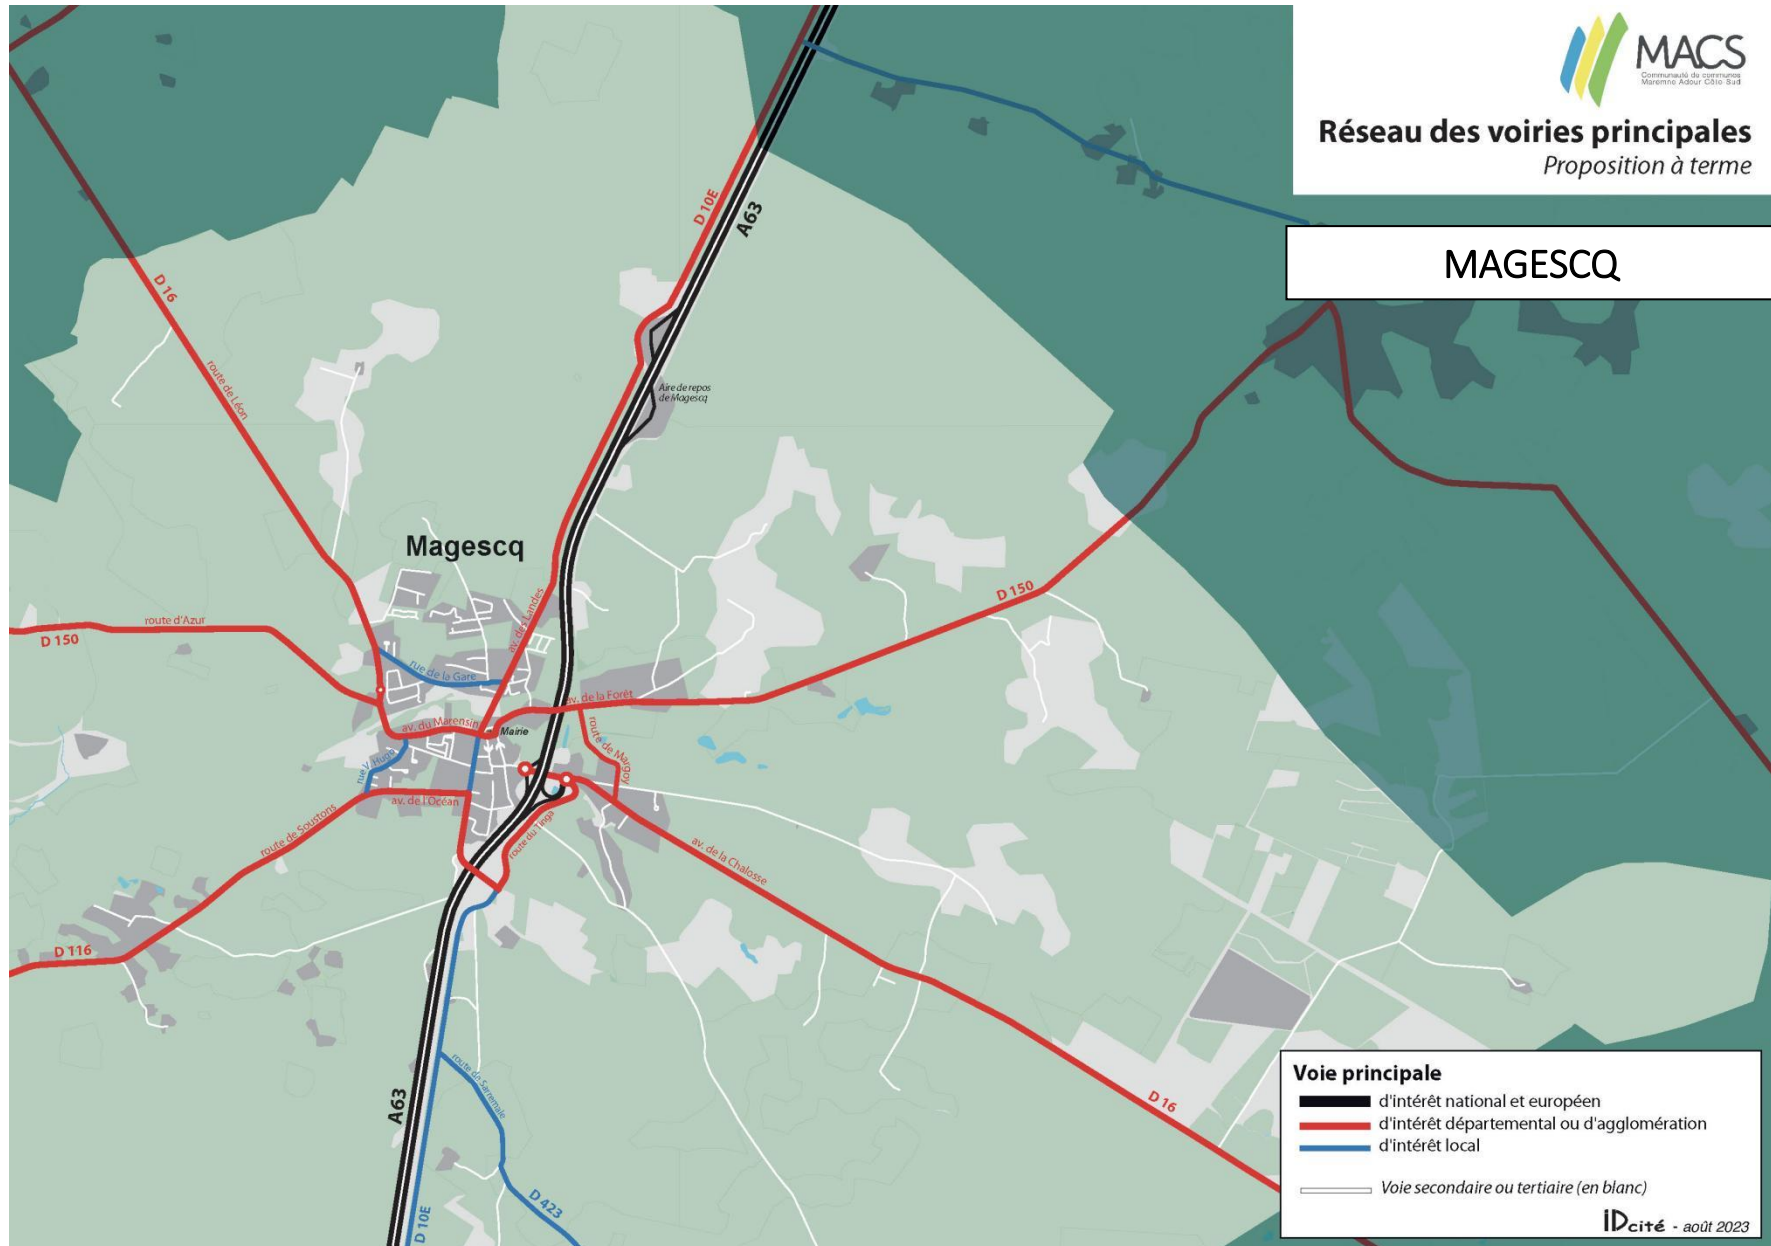 MACS
Communauté de communes
Maremne Adour Côte Sud
Réseau des voiries principales
Proposition à terme
MAGESCQ
D 10E
A63
D 16
route de Léon
Aire de repos
de Magescq
Magescq
av. des Landes
D 150
route d'Azur
D 150
rue de la Gare
av. de la Forêt
av. du Marensin
Mairie
route de Margoy
rue V. Hugo
av. de l'Océan
route de Soustons
route du Tinga
av. de la Chalosse
D 116
route de Sarremale
A63
D 16
D 423
D 10E
Voie principale
d'intérêt national et européen
d'intérêt départemental ou d'agglomération
d'intérêt local
Voie secondaire ou tertiaire (en blanc)
IDcité - août 2023